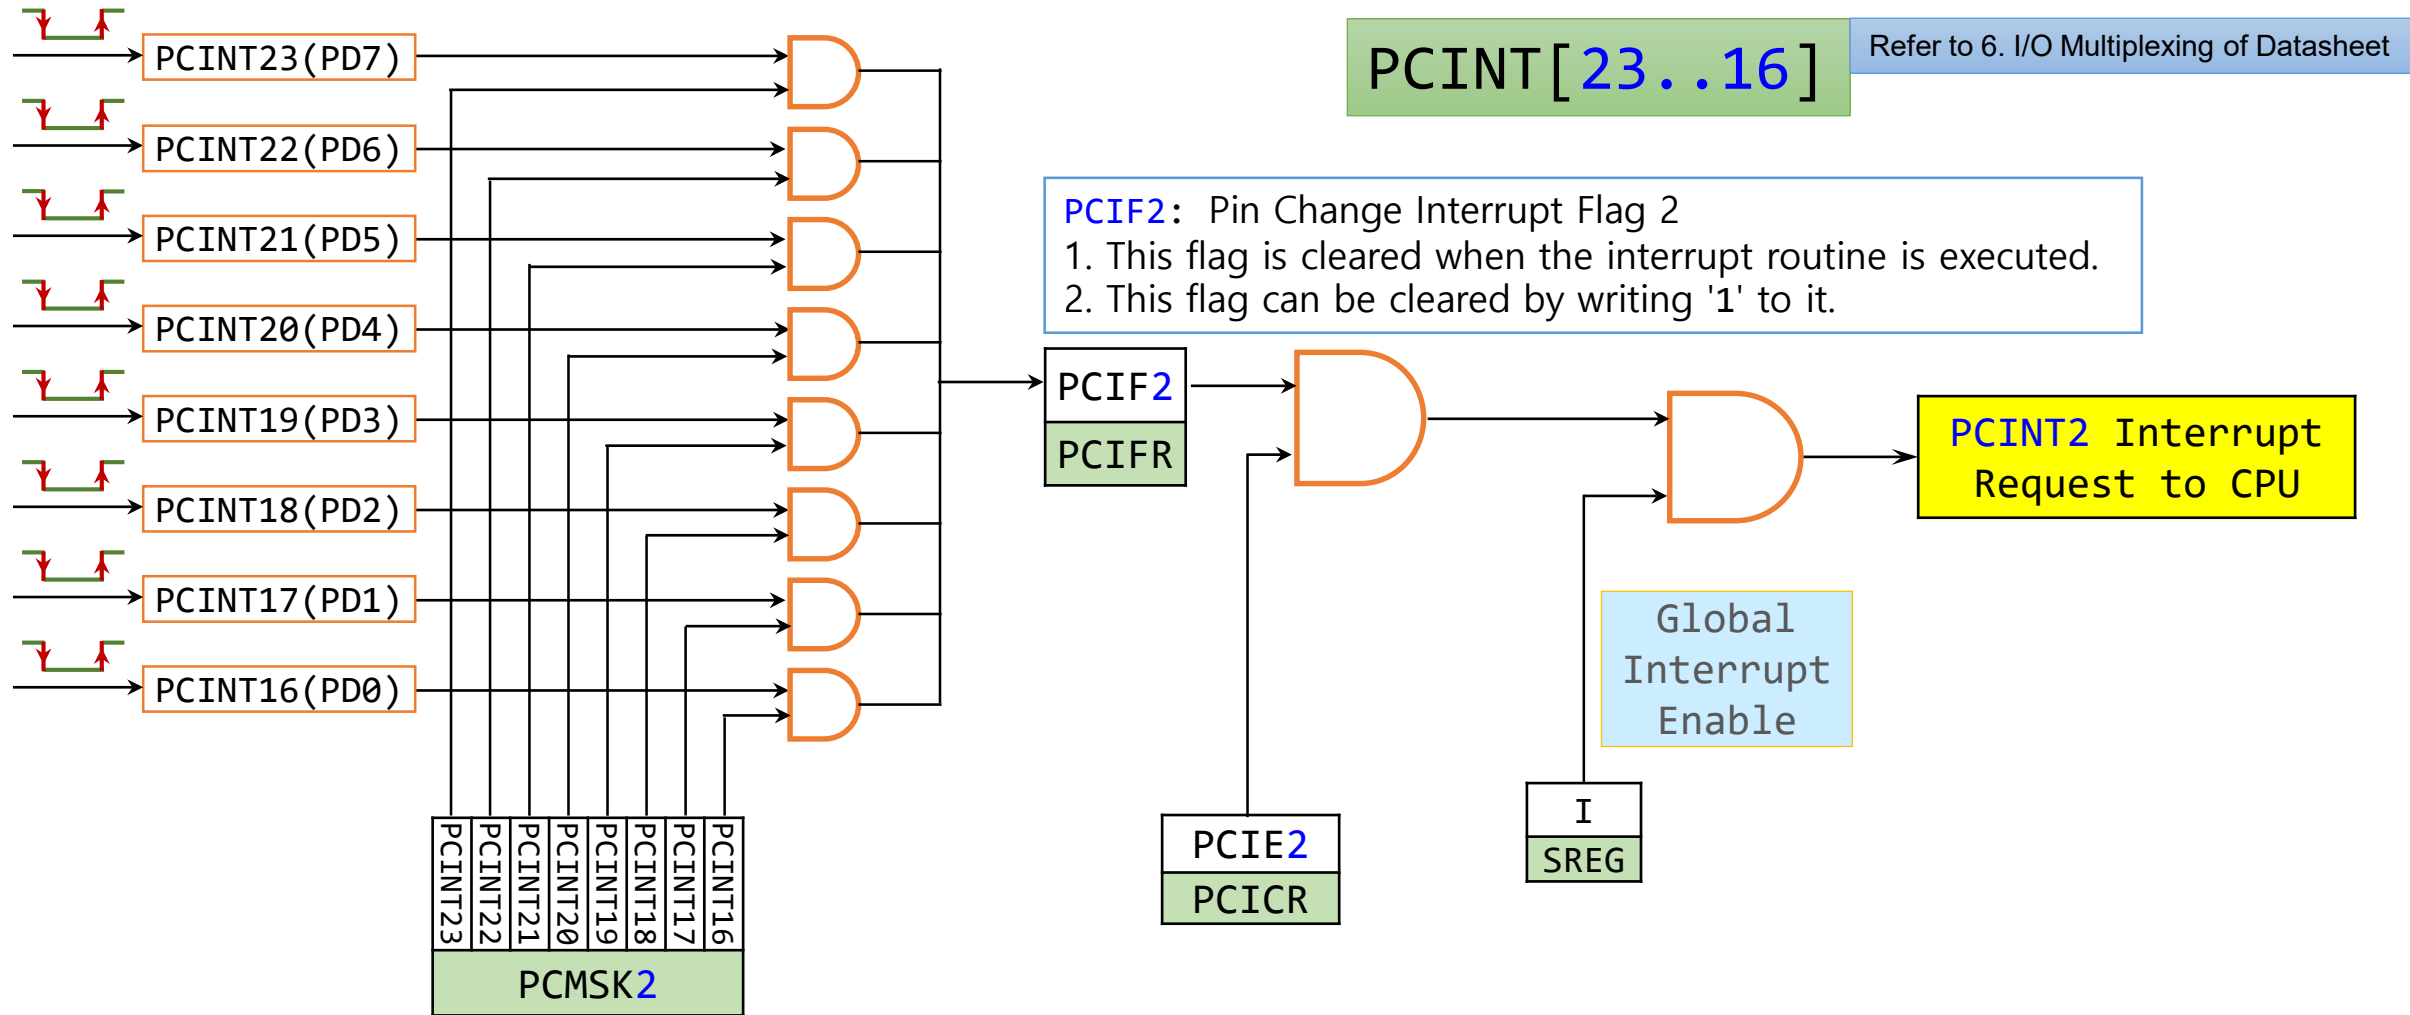 PCINT[23..16]
Refer to 6. I/O Multiplexing of Datasheet
PCINT23(PD7)
PCINT22(PD6)
PCINT21(PD5)
PCINT20(PD4)
PCINT19(PD3)
PCINT18(PD2)
PCINT17(PD1)
PCINT16(PD0)
PCIF2: Pin Change Interrupt Flag 2
1. This flag is cleared when the interrupt routine is executed.
2. This flag can be cleared by writing '1' to it.
PCIF2
PCIFR
PCINT2 Interrupt
Request to CPU
Global
Interrupt
Enable
I
SREG
PCIE2
PCICR
PCINT23
PCINT22
PCINT21
PCINT20
PCINT19
PCINT18
PCINT17
PCINT16
PCMSK2